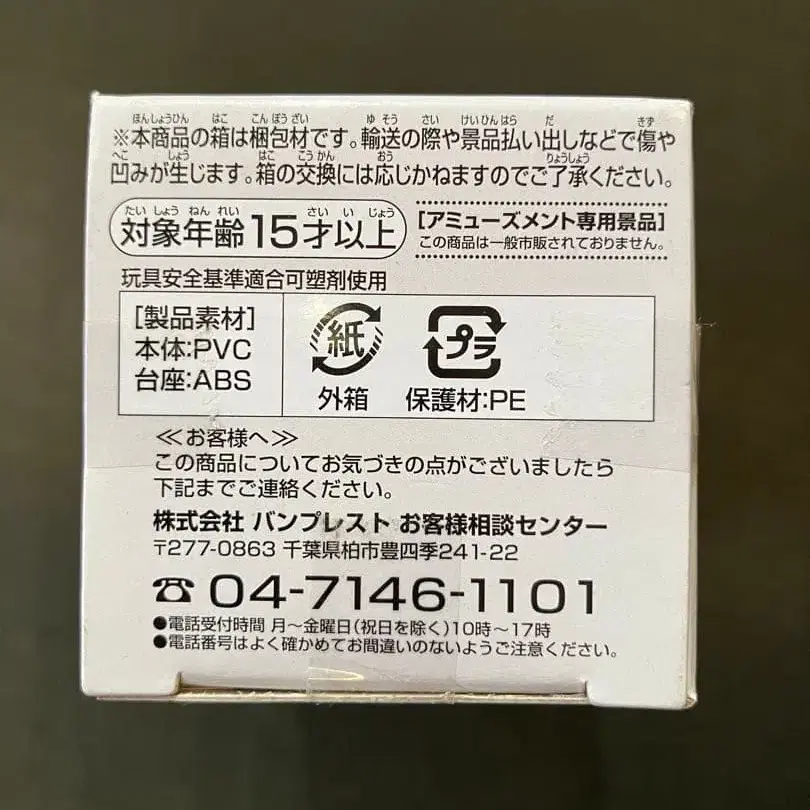 ※本商品の箱は梱包材です。輸送の際や景品払い出しなどで傷や
凹みが生じます。箱の交換には応じかねますのでご了承ください。
対象年齢15才以上
[アミューズメント専用景品]
この商品は一般市販されておりません。
玩具安全基準適合可塑剤使用
[製品素材]
本体:PVC
台座:ABS
紙
外箱
プラ
保護材:PE
≪お客様へ≫
この商品についてお気づきの点がございましたら
下記までご連絡ください。
株式会社 バンプレスト お客様相談センター
〒277-0863 千葉県柏市豊四季241-22
☎ 04-7146-1101
●電話受付時間 月〜金曜日(祝日を除く)10時〜17時
●電話番号はよく確かめてお間違いのないようご注意ください。